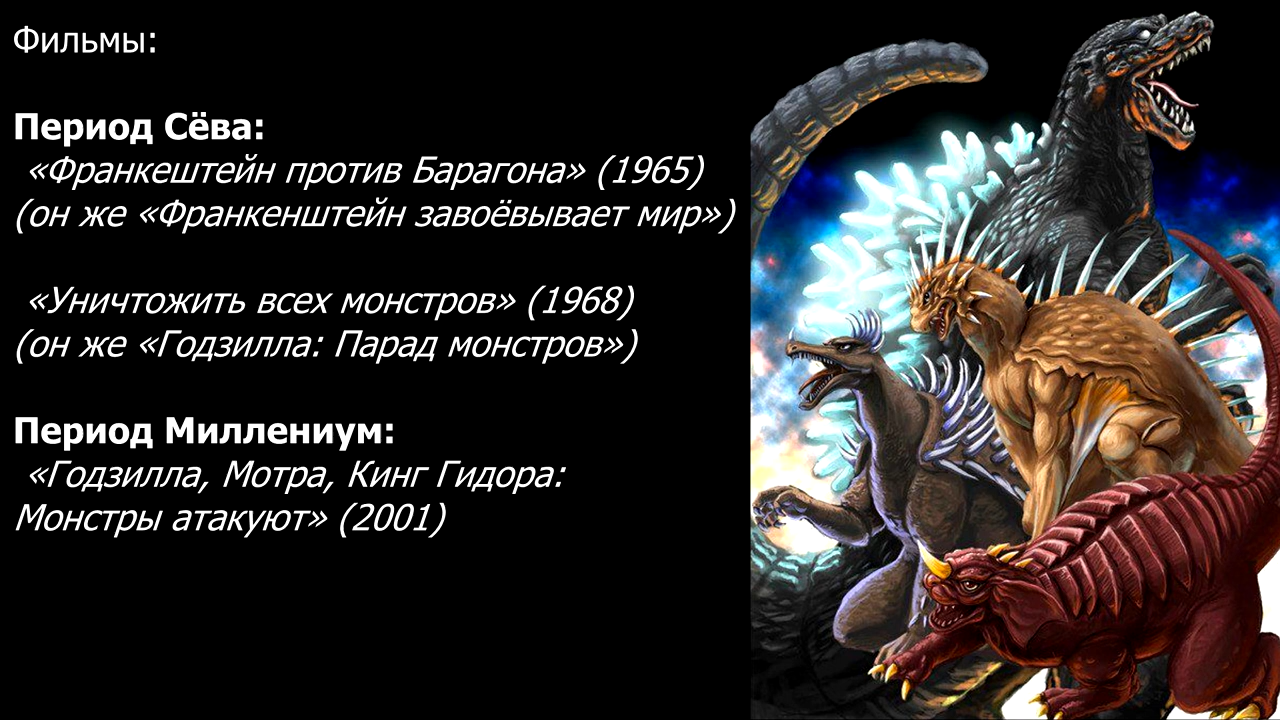 Фильмы:
Период Сёва:
«Франкештейн против Барагона» (1965)
(он же «Франкенштейн завоёвывает мир»)
«Уничтожить всех монстров» (1968)
(он же «Годзилла: Парад монстров»)
Период Миллениум:
«Годзилла, Мотра, Кинг Гидора:
Монстры атакуют» (2001)